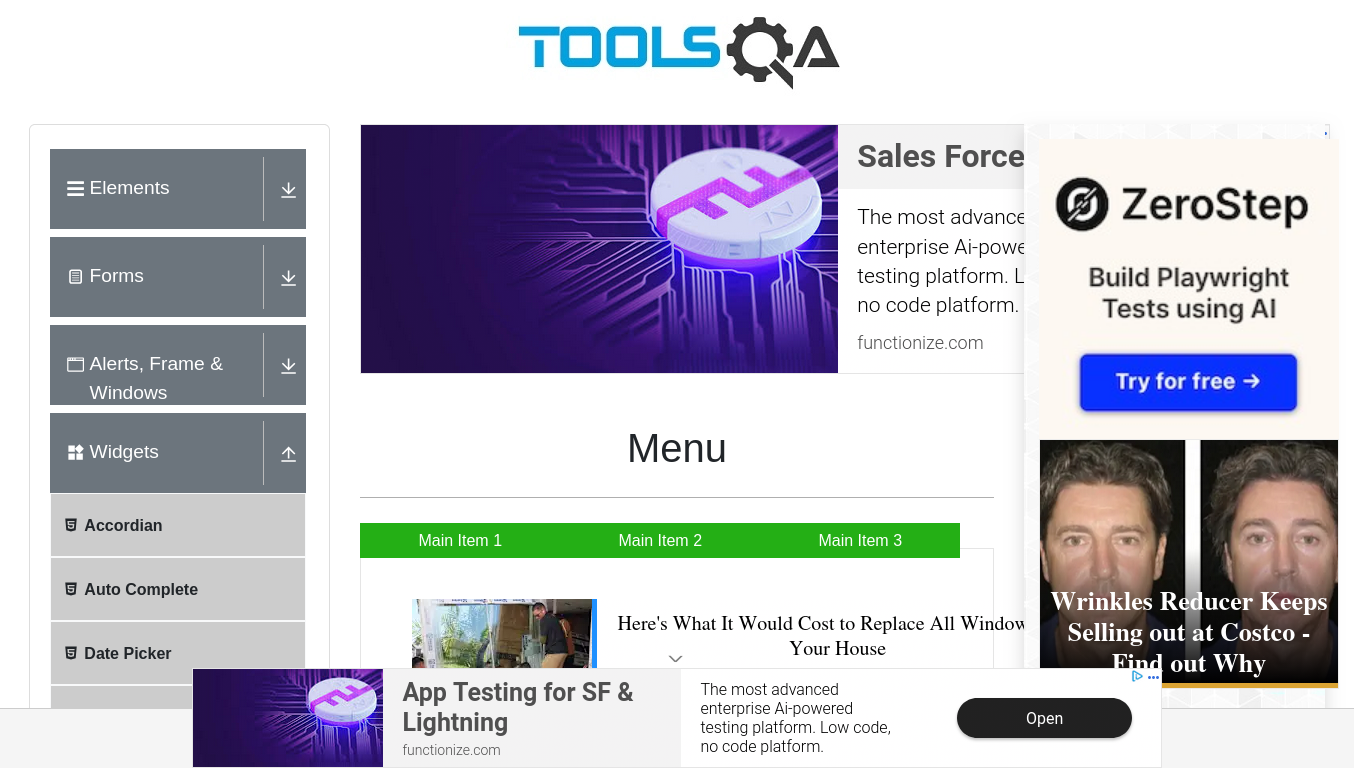 TOOLSQA
Elements
Forms
Alerts, Frame &
Windows
Widgets
Accordian
Auto Complete
Date Picker
Sales Force
The most advance
enterprise Ai-powe
testing platform. L
no code platform.
functionize.com
ZeroStep
Build Playwright
Tests using AI
Try for free →
Wrinkles Reducer Keeps
Selling out at Costco -
Find out Why
Menu
Main Item 1
Main Item 2
Main Item 3
Here's What It Would Cost to Replace All Window
Your House
App Testing for SF &
Lightning
functionize.com
The most advanced
enterprise Ai-powered
testing platform. Low code,
no code platform.
Open